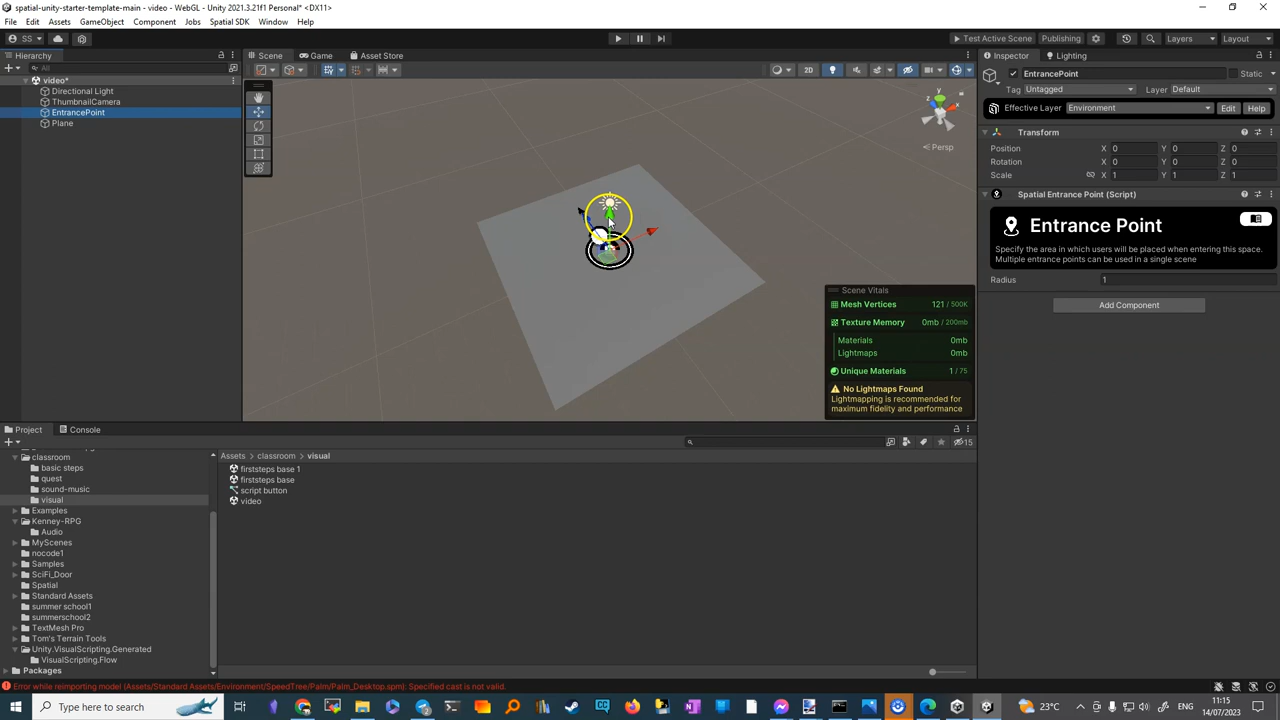 spatial-unity-starter-template-main - video - WebGL - Unity 2021.3.21f1 Personal* <DX11>
File Edit Assets GameObject Component Jobs Spatial SDK Window Help
SS Test Active Scene Publishing Layers Layout
Hierarchy Scene Game Asset Store Inspector Lighting
All
2D
video*
Directional Light
ThumbnailCamera
EntrancePoint
Plane
y
x
z
Persp
EntrancePoint Static
Tag Untagged Layer Default
Effective Layer Environment Edit Help
Transform
Position X 0 Y 0 Z 0
Rotation X 0 Y 0 Z 0
Scale X 1 Y 1 Z 1
Spatial Entrance Point (Script)
Entrance Point
Specify the area in which users will be placed when entering this space.
Multiple entrance points can be used in a single scene
Radius 1
Add Component
Scene Vitals
Mesh Vertices 121 / 500K
Texture Memory 0mb / 200mb
Materials 0mb
Lightmaps 0mb
Unique Materials 1 / 75
No Lightmaps Found
Lightmapping is recommended for
maximum fidelity and performance
Project Console
15
Assets > classroom > visual
classroom
basic steps
quest
sound-music
visual
Examples
Kenney-RPG
Audio
MyScenes
nocode1
Samples
SciFi_Door
Spatial
Standard Assets
summer school1
summerschool2
TextMesh Pro
Tom's Terrain Tools
Unity.VisualScripting.Generated
VisualScripting.Flow
Packages
firststeps base 1
firststeps base
script button
video
Error while reimporting model (Assets/Standard Assets/Environment/SpeedTree/Palm/Palm_Desktop.spm): Specified cast is not valid.
Type here to search
23°C
11:15
14/07/2023